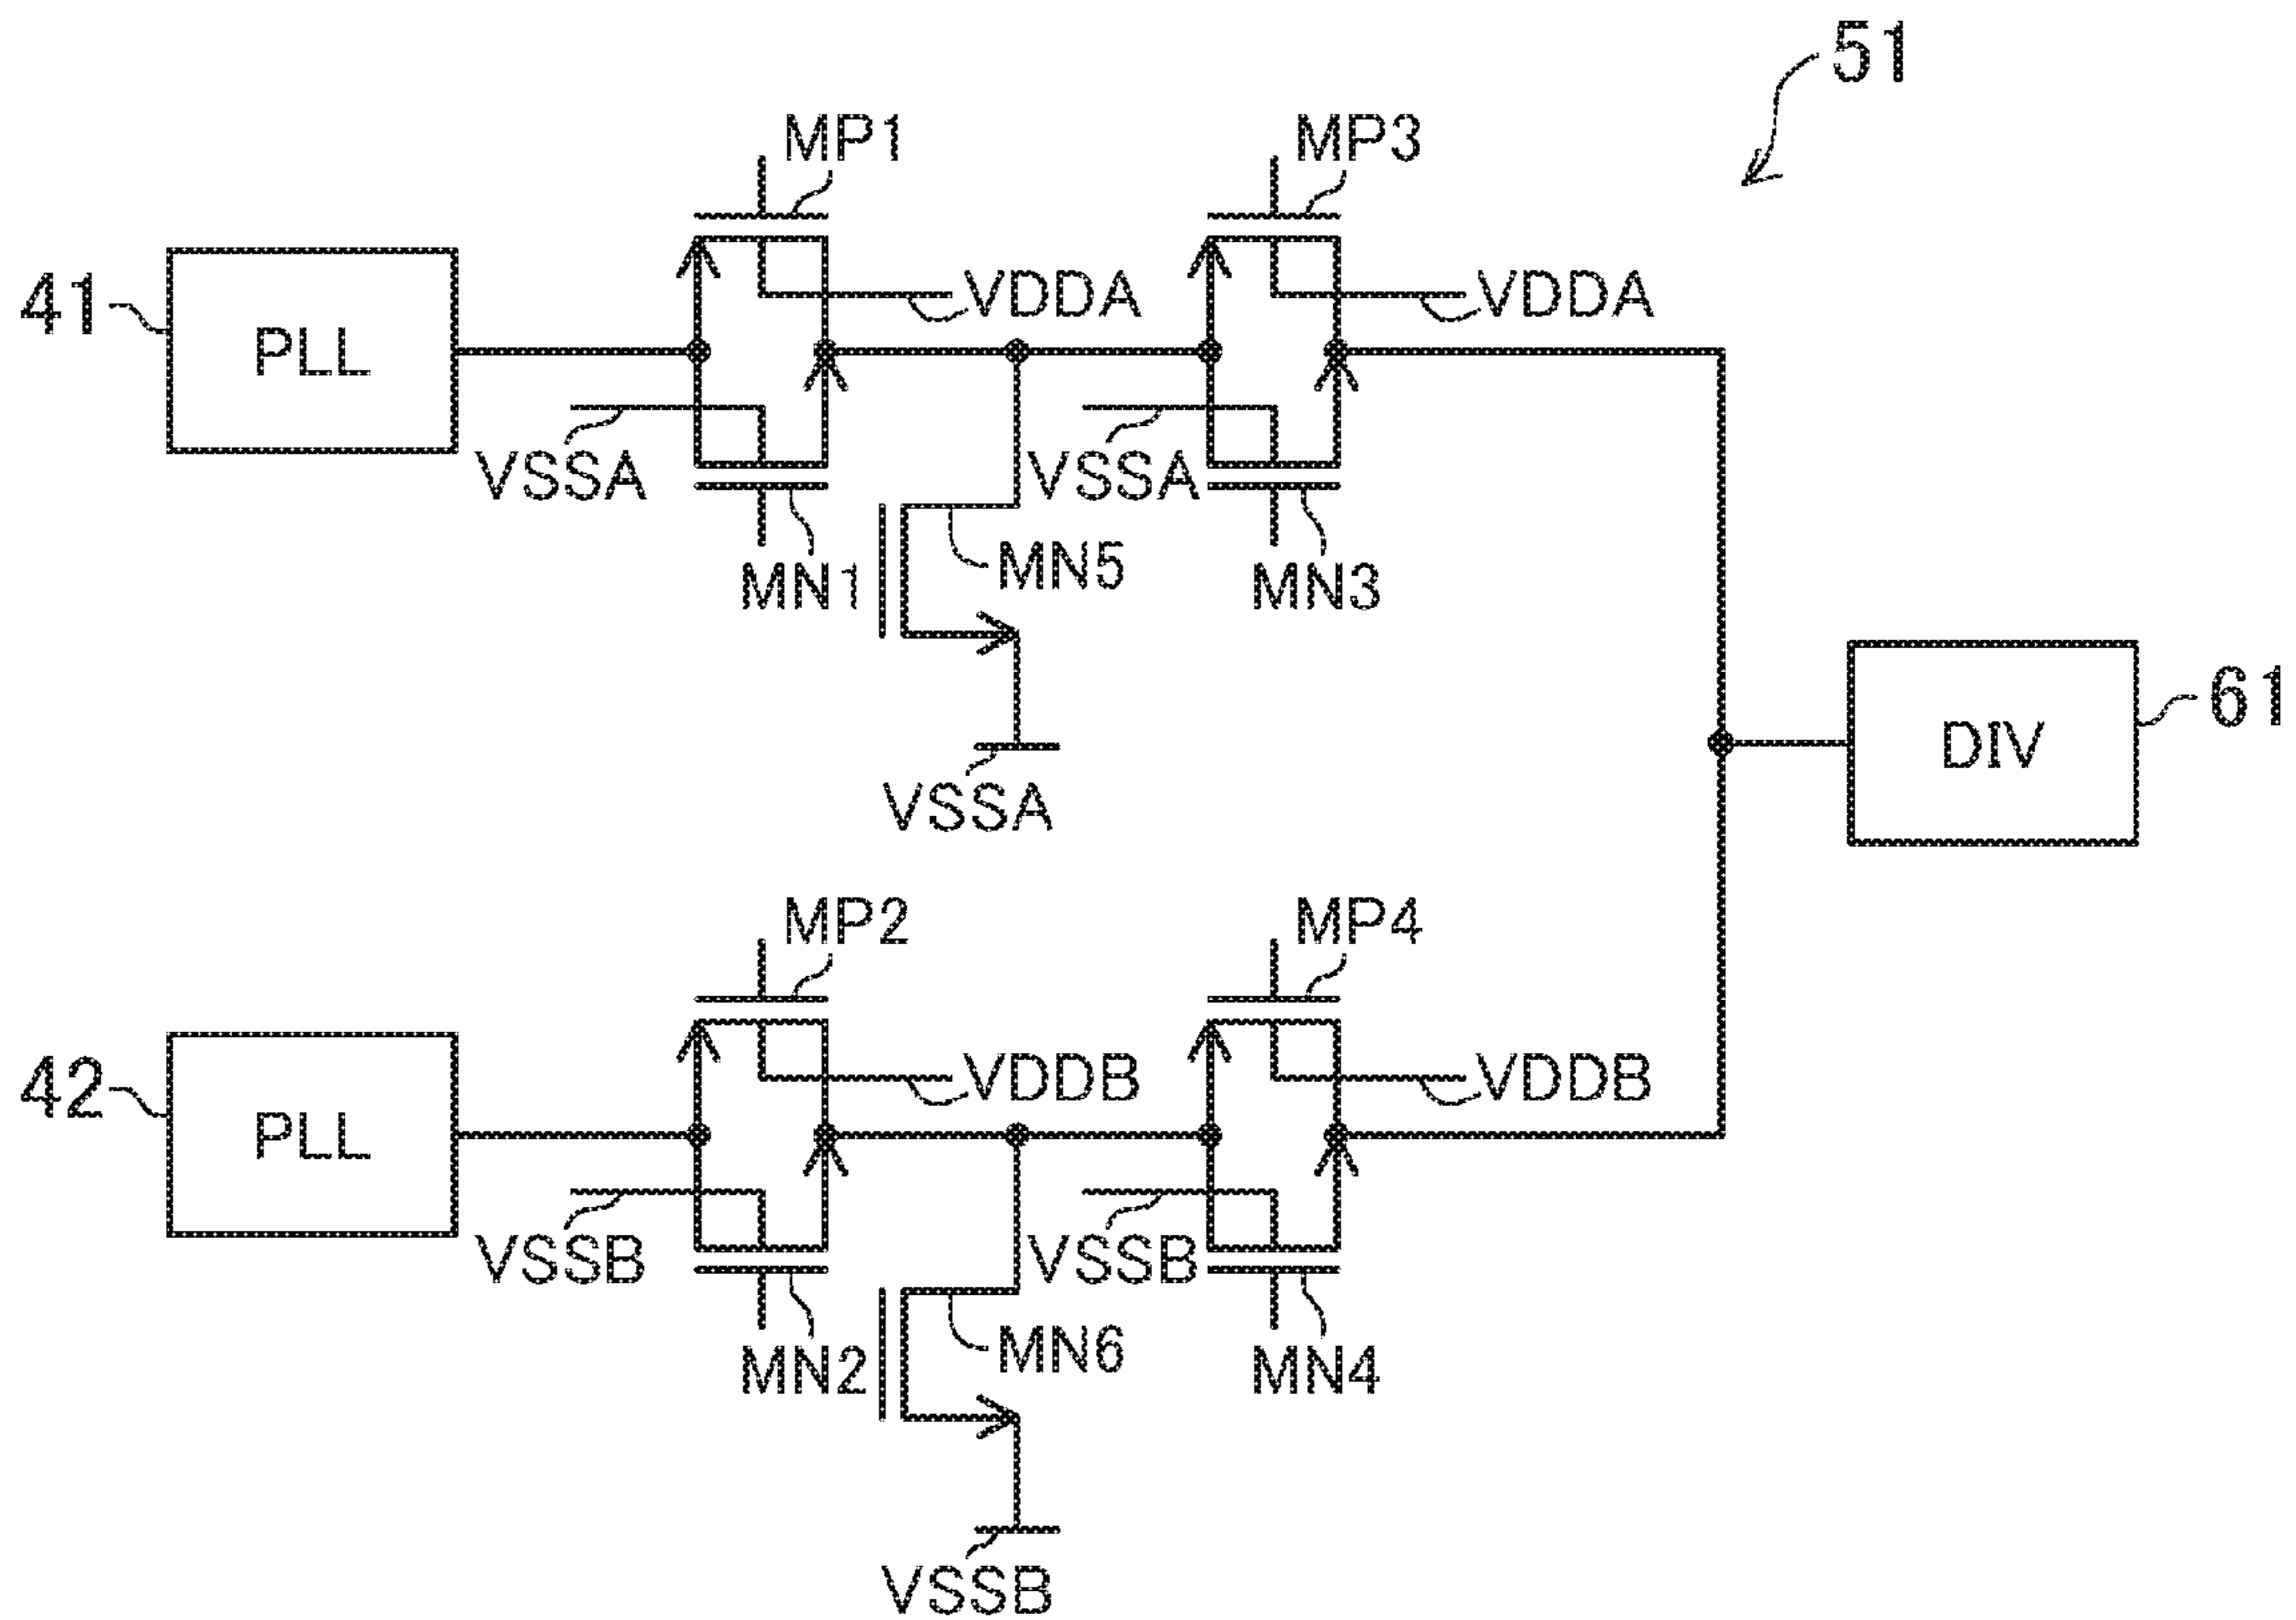 51
MP1
MP3
41
PLL
VDDA
VDDA
VSSA
VSSA
MN1
MN5
MN3
VSSA
DIV
61
MP2
MP4
42
PLL
VDDB
VDDB
VSSB
VSSB
MN2
MN6
MN4
VSSB